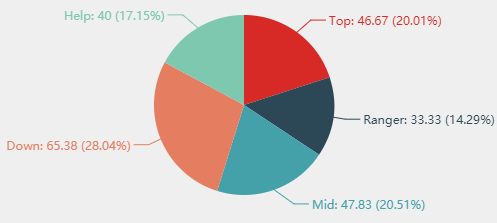 Help: 40 (17.15%)
Top: 46.67 (20.01%)
Ranger: 33.33 (14.29%)
Down: 65.38 (28.04%)
Mid: 47.83 (20.51%)